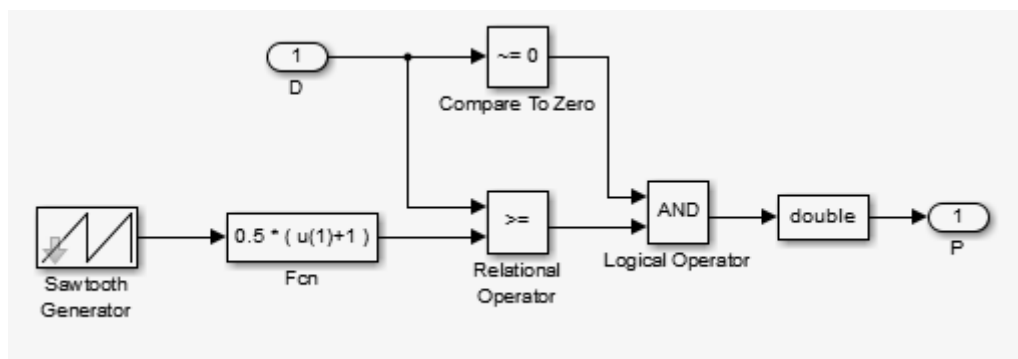 1
D
~= 0
Compare To Zero
Sawtooth
Generator
0.5 * ( u(1)+1 )
Fcn
>=
Relational
Operator
AND
Logical Operator
double
1
P